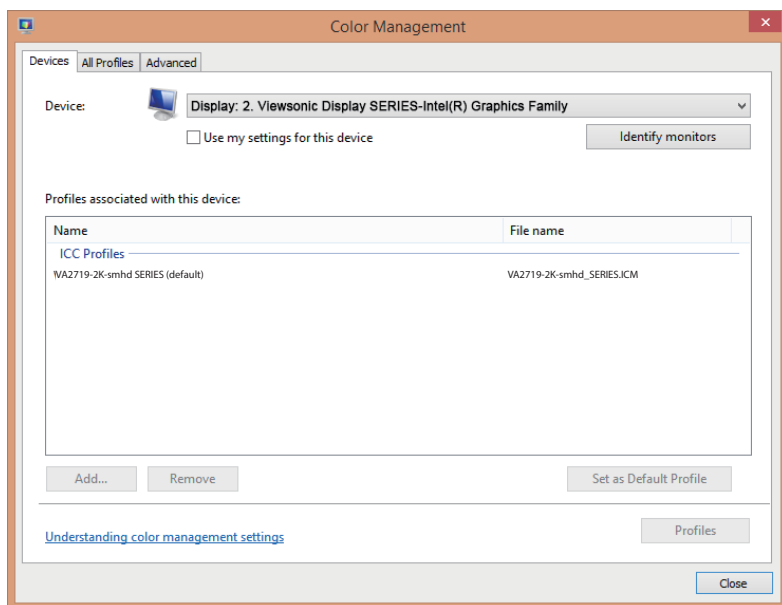 Color Management
Devices All Profiles Advanced
Device: Display: 2. Viewsonic Display SERIES-Intel(R) Graphics Family
Use my settings for this device Identify monitors
Profiles associated with this device:
Name File name
ICC Profiles
VA2719-2K-smhd SERIES (default) VA2719-2K-smhd_SERIES.ICM
Add... Remove Set as Default Profile
Understanding color management settings Profiles
Close